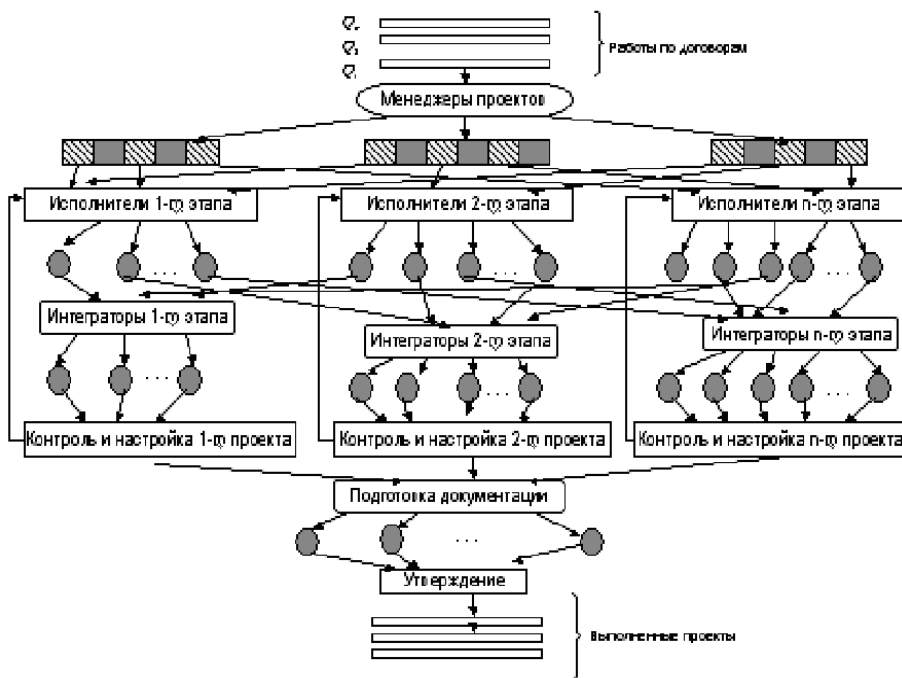 Работы по договорам
Менеджеры проектов
Исполнители 1-го этапа
Исполнители 2-го этапа
Исполнители n-го этапа
. . .
. . .
. . .
Интеграторы 1-го этапа
Интеграторы 2-го этапа
Интеграторы n-го этапа
. . .
. . .
. . .
Контроль и настройка 1-го проекта
Контроль и настройка 2-го проекта
Контроль и настройка n-го проекта
Подготовка документации
. . .
Утверждение
Выполненные проекты